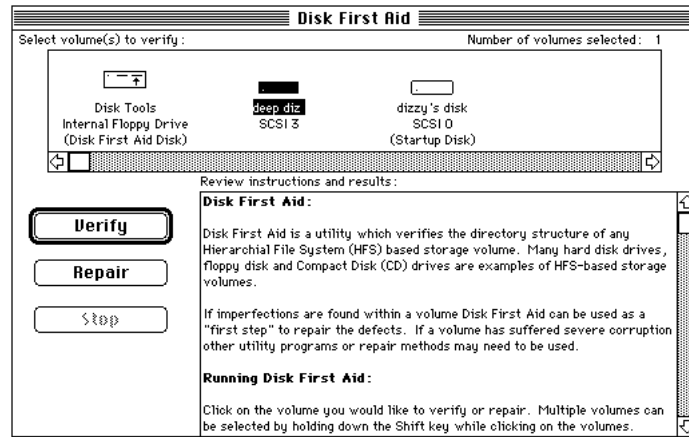 Disk First Aid
Select volume(s) to verify:
Number of volumes selected: 1
Disk Tools
Internal Floppy Drive
(Disk First Aid Disk)
deep diz
SCSI 3
dizzy's disk
SCSI 0
(Startup Disk)
Review instructions and results:
Verify
Repair
Stop
Disk First Aid:
Disk First Aid is a utility which verifies the directory structure of any
Hierarchial File System (HFS) based storage volume. Many hard disk drives,
floppy disk and Compact Disk (CD) drives are examples of HFS-based storage
volumes.
If imperfections are found within a volume Disk First Aid can be used as a
"first step" to repair the defects. If a volume has suffered severe corruption
other utility programs or repair methods may need to be used.
Running Disk First Aid:
Click on the volume you would like to verify or repair. Multiple volumes can
be selected by holding down the Shift key while clicking on the volumes.